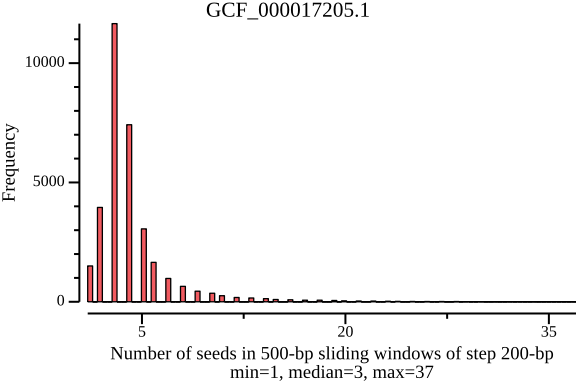 GCF_000017205.1
Frequency
10000
5000
0
5
20
35
Number of seeds in 500-bp sliding windows of step 200-bp
min=1, median=3, max=37